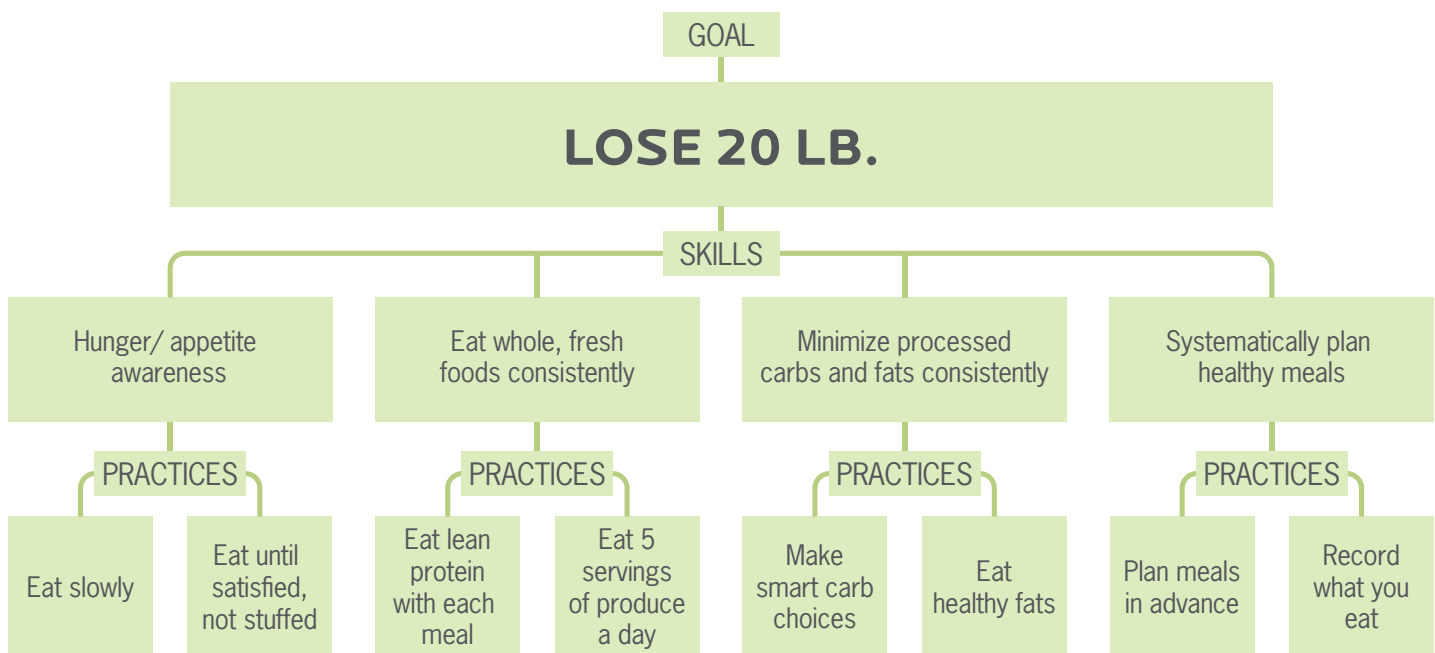 GOAL
LOSE 20 LB.
SKILLS
Hunger/ appetite
awareness
Eat whole, fresh
foods consistently
Minimize processed
carbs and fats consistently
Systematically plan
healthy meals
PRACTICES
PRACTICES
PRACTICES
PRACTICES
Eat slowly
Eat until
satisfied,
not stuffed
Eat lean
protein
with each
meal
Eat 5
servings
of produce
a day
Make
smart carb
choices
Eat
healthy fats
Plan meals
in advance
Record
what you
eat